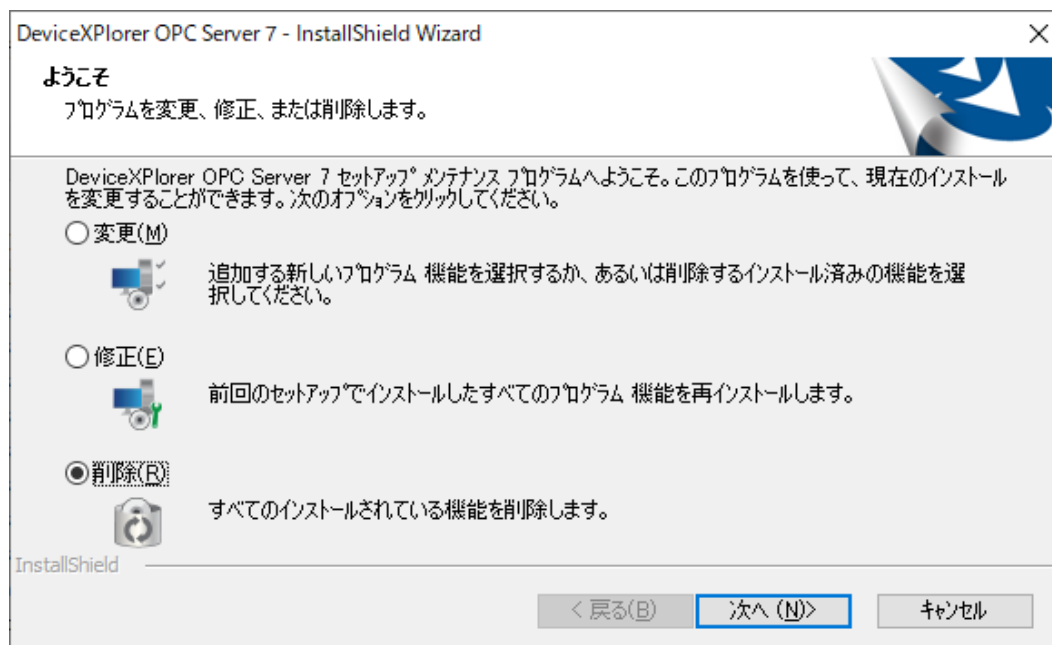 DeviceXPlorer OPC Server 7 - InstallShield Wizard
ようこそ
プログラムを変更、修正、または削除します。
DeviceXPlorer OPC Server 7 セットアップ メンテナンス プログラムへようこそ。このプログラムを使って、現在のインストール
を変更することができます。次のオプションをクリックしてください。
変更(M)
追加する新しいプログラム 機能を選択するか、あるいは削除するインストール済みの機能を選
択してください。
修正(E)
前回のセットアップでインストールしたすべてのプログラム 機能を再インストールします。
削除(R)
すべてのインストールされている機能を削除します。
InstallShield
< 戻る(B)
次へ (N)>
キャンセル